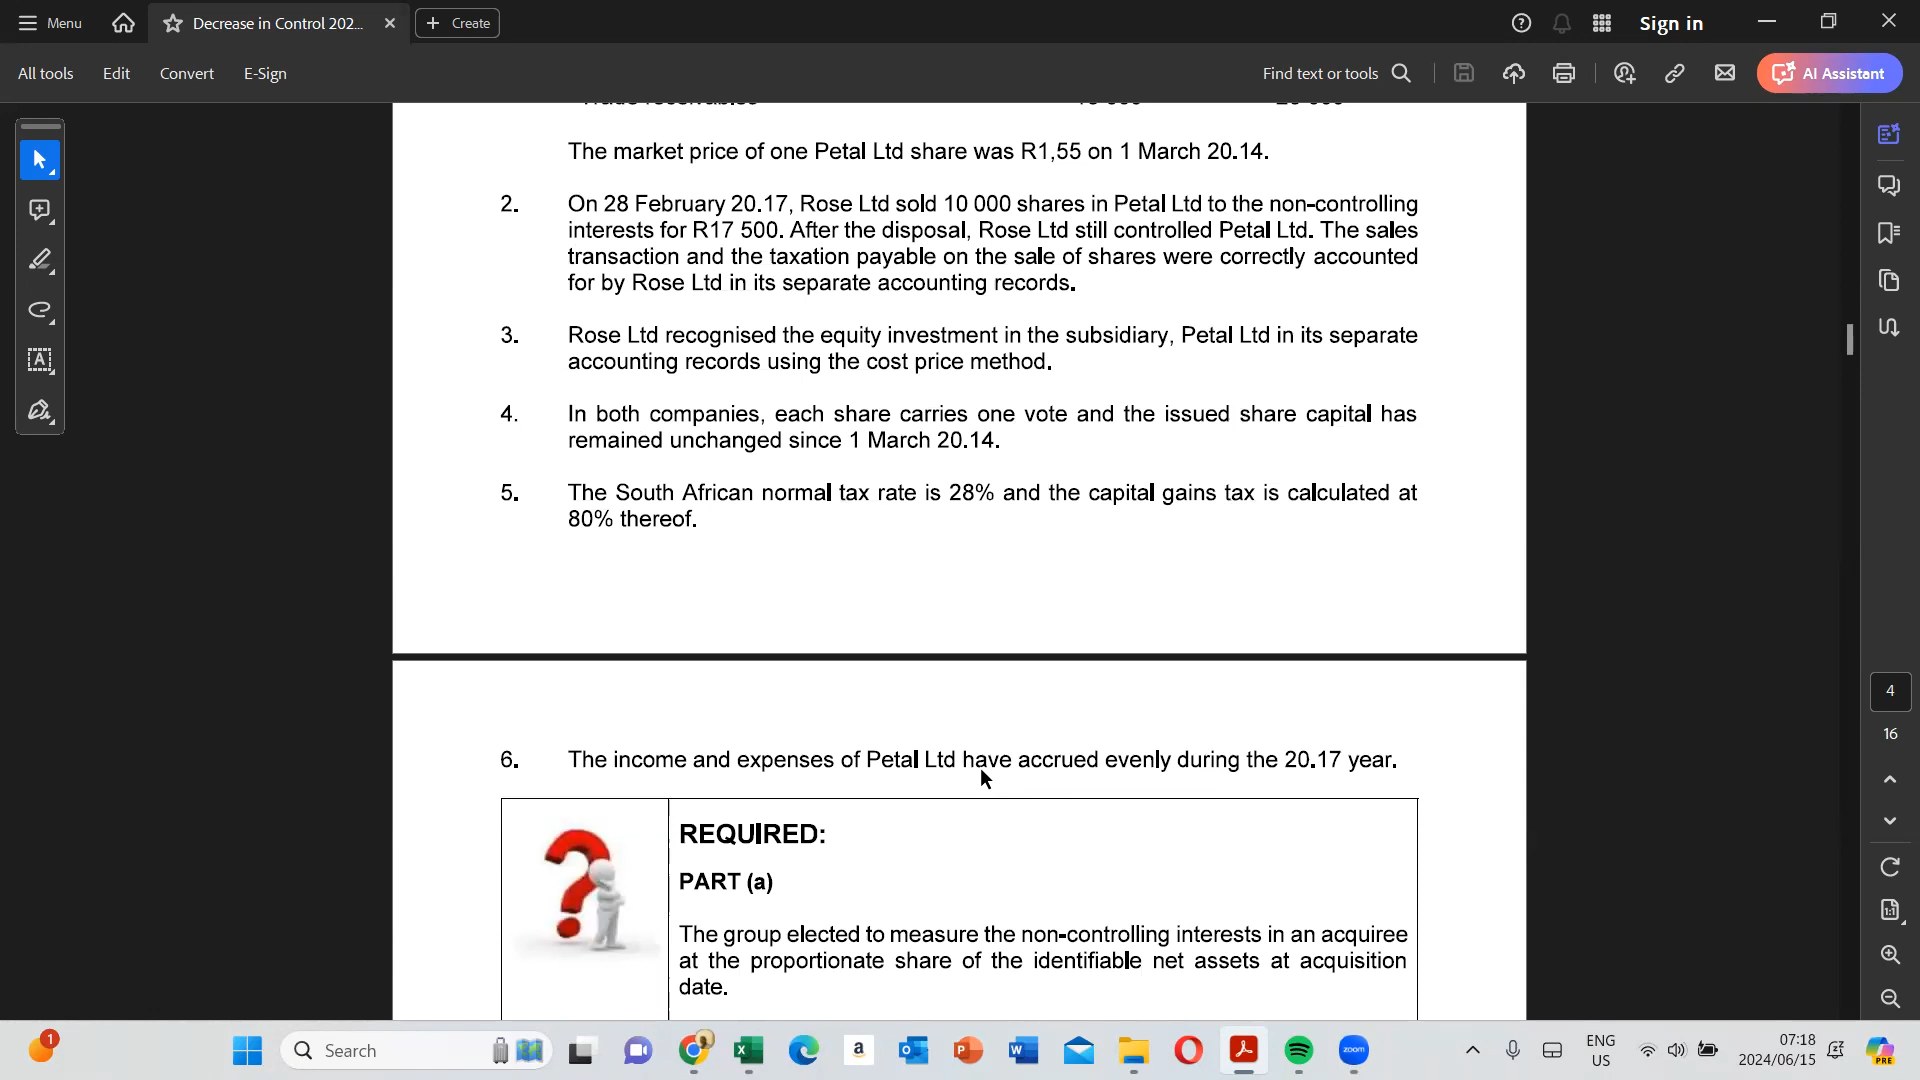 Menu
Decrease in Control 202...
Create
Sign in
All tools
Edit
Convert
E-Sign
Find text or tools
AI Assistant
The market price of one Petal Ltd share was R1,55 on 1 March 20.14.
2. On 28 February 20.17, Rose Ltd sold 10 000 shares in Petal Ltd to the non-controlling
interests for R17 500. After the disposal, Rose Ltd still controlled Petal Ltd. The sales
transaction and the taxation payable on the sale of shares were correctly accounted
for by Rose Ltd in its separate accounting records.
3. Rose Ltd recognised the equity investment in the subsidiary, Petal Ltd in its separate
accounting records using the cost price method.
4. In both companies, each share carries one vote and the issued share capital has
remained unchanged since 1 March 20.14.
5. The South African normal tax rate is 28% and the capital gains tax is calculated at
80% thereof.
6. The income and expenses of Petal Ltd have accrued evenly during the 20.17 year.
REQUIRED:
PART (a)
The group elected to measure the non-controlling interests in an acquiree
at the proportionate share of the identifiable net assets at acquisition
date.
4
16
1
Search
zoom
ENG
US
07:18
2024/06/15
PRE